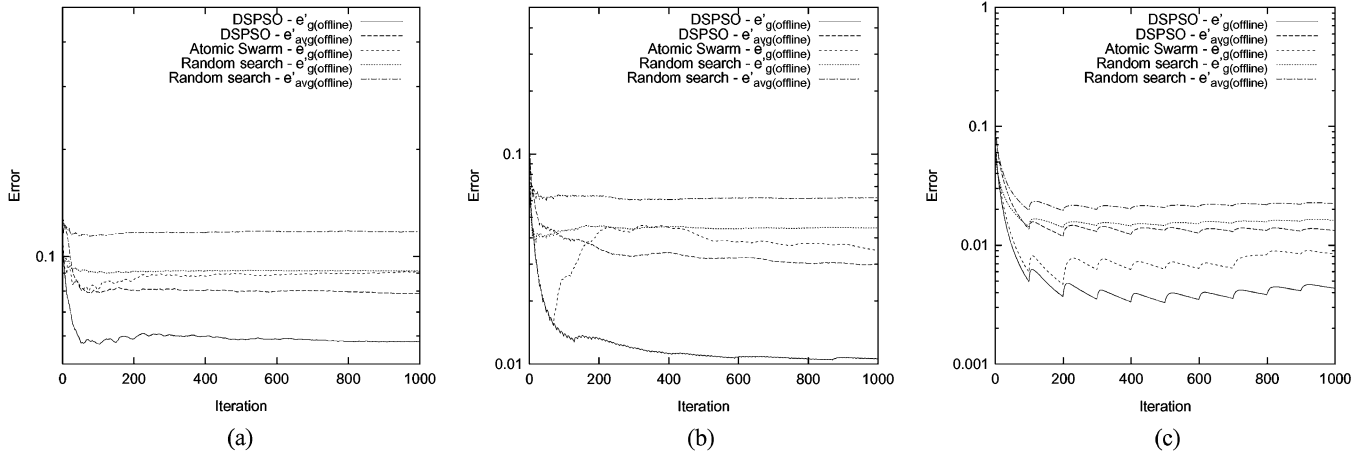 DSPSO - e'g(offline)
DSPSO - e'avg(offline)
Atomic Swarm - e'g(offline)
Random search - e'g(offline)
Random search - e'avg(offline)
Error
0.1
0 200 400 600 800 1000
Iteration
(a)
DSPSO - e'g(offline)
DSPSO - e'avg(offline)
Atomic Swarm - e'g(offline)
Random search - e'g(offline)
Random search - e'avg(offline)
Error
0.1
0.01
0 200 400 600 800 1000
Iteration
(b)
DSPSO - e'g(offline)
DSPSO - e'avg(offline)
Atomic Swarm - e'g(offline)
Random search - e'g(offline)
Random search - e'avg(offline)
Error
1
0.1
0.01
0.001
0 200 400 600 800 1000
Iteration
(c)